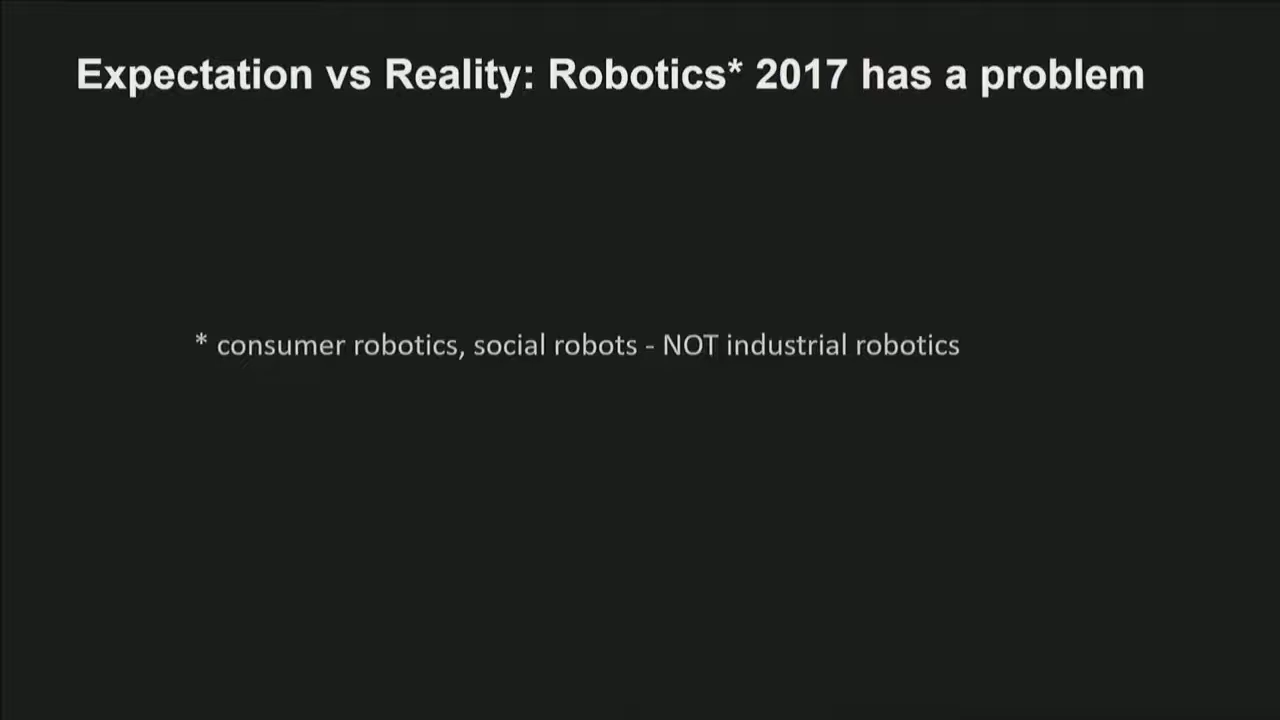 Expectation vs Reality: Robotics* 2017 has a problem
* consumer robotics, social robots - NOT industrial robotics